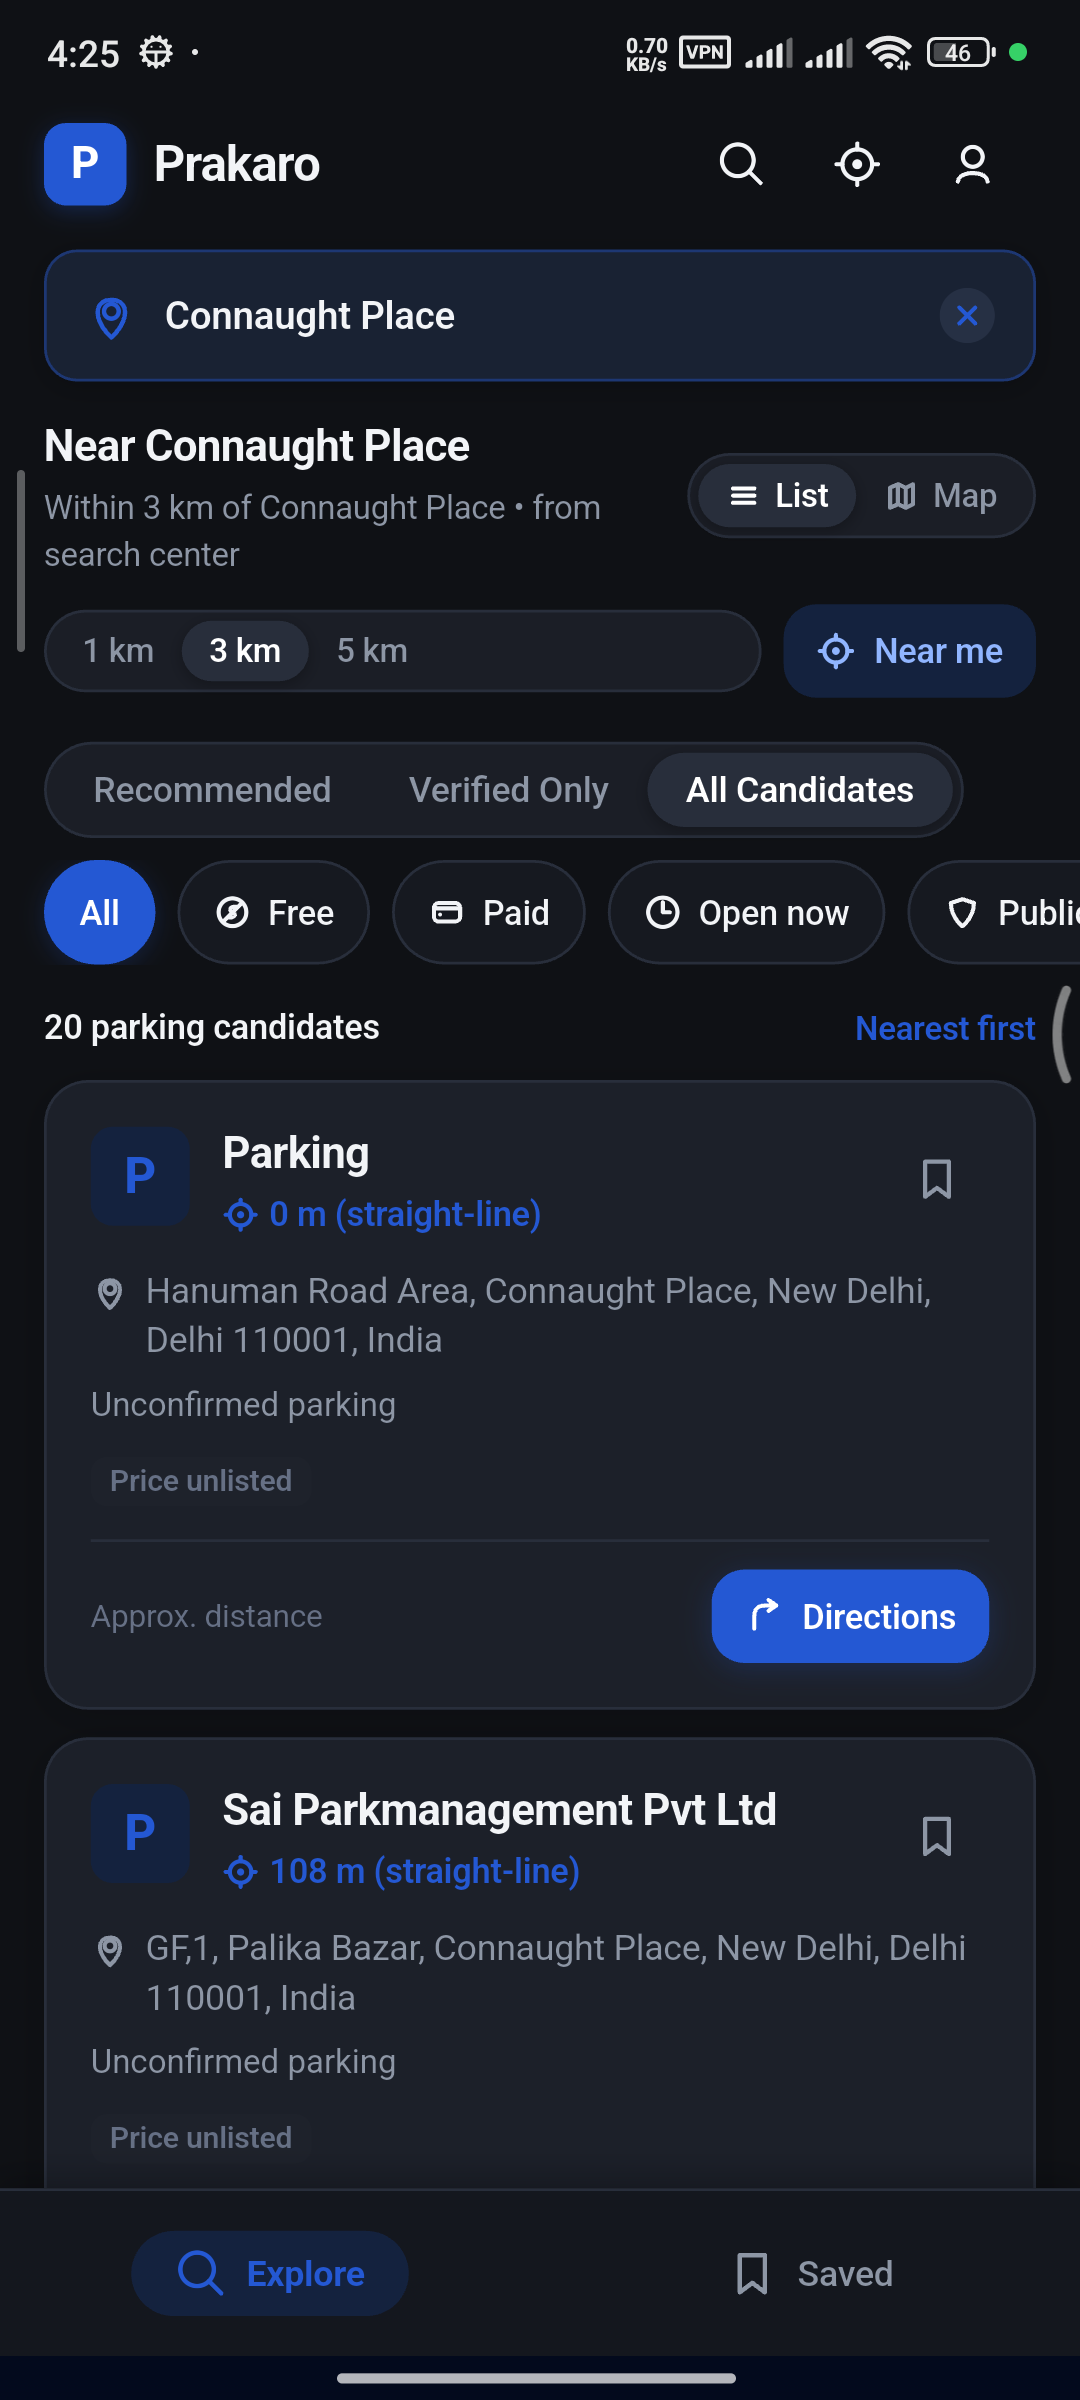 4:25
0.70
KB/s
VPN
46
P
Prakaro
Connaught Place
Near Connaught Place
Within 3 km of Connaught Place • from
search center
List
Map
1 km
3 km
5 km
Near me
Recommended
Verified Only
All Candidates
All
Free
Paid
Open now
Public
20 parking candidates
Nearest first
P
Parking
0 m (straight-line)
Hanuman Road Area, Connaught Place, New Delhi,
Delhi 110001, India
Unconfirmed parking
Price unlisted
Approx. distance
Directions
P
Sai Parkmanagement Pvt Ltd
108 m (straight-line)
GF,1, Palika Bazar, Connaught Place, New Delhi, Delhi
110001, India
Unconfirmed parking
Price unlisted
Explore
Saved